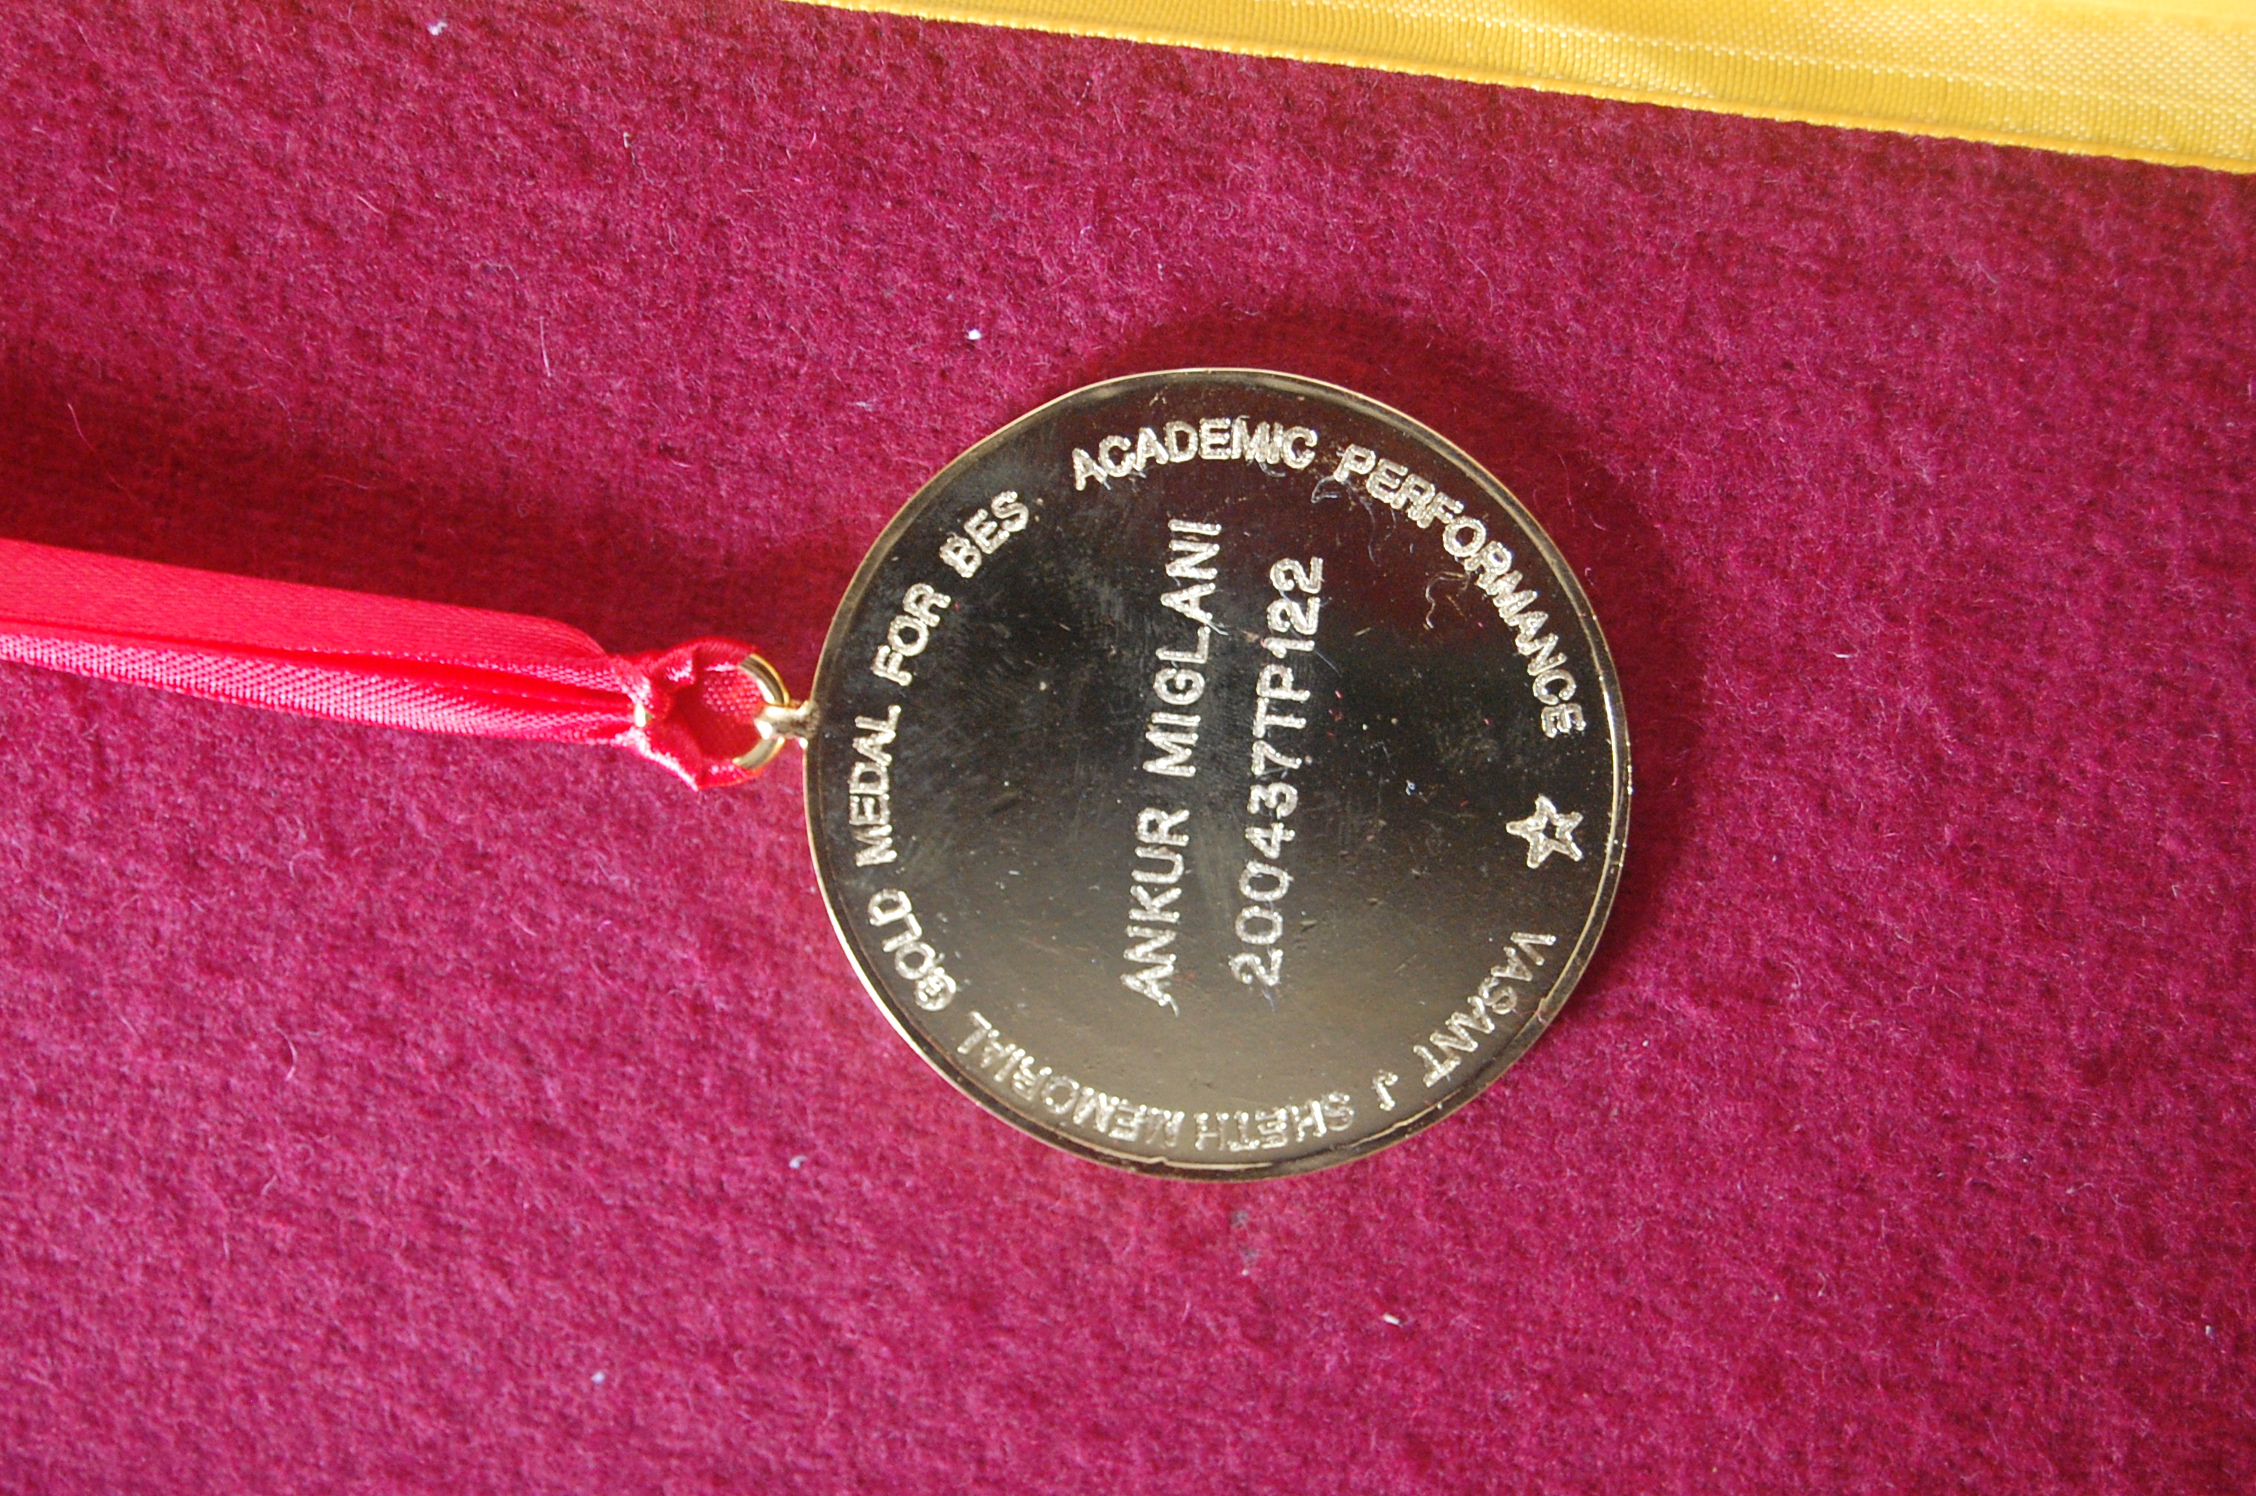 VASANT J SHETH MEMORIAL GOLD MEDAL FOR BES ACADEMIC PERFORMANCE
ANKUR MIGLANI
200437TP122